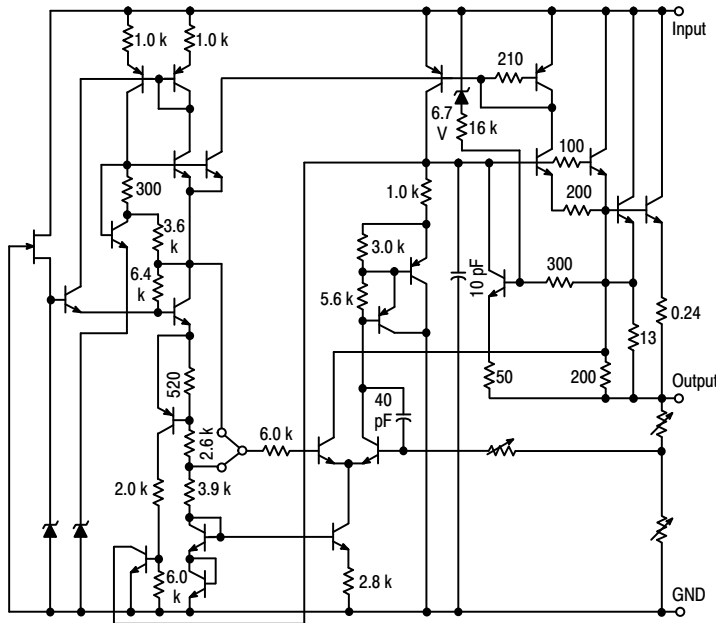 Input
1.0 k
1.0 k
210
6.7
V
16 k
100
300
1.0 k
200
3.6
k
3.0 k
10 pF
300
6.4
k
5.6 k
0.24
13
520
50
200
Output
40
pF
2.6 k
6.0 k
2.0 k
3.9 k
6.0
k
2.8 k
GND